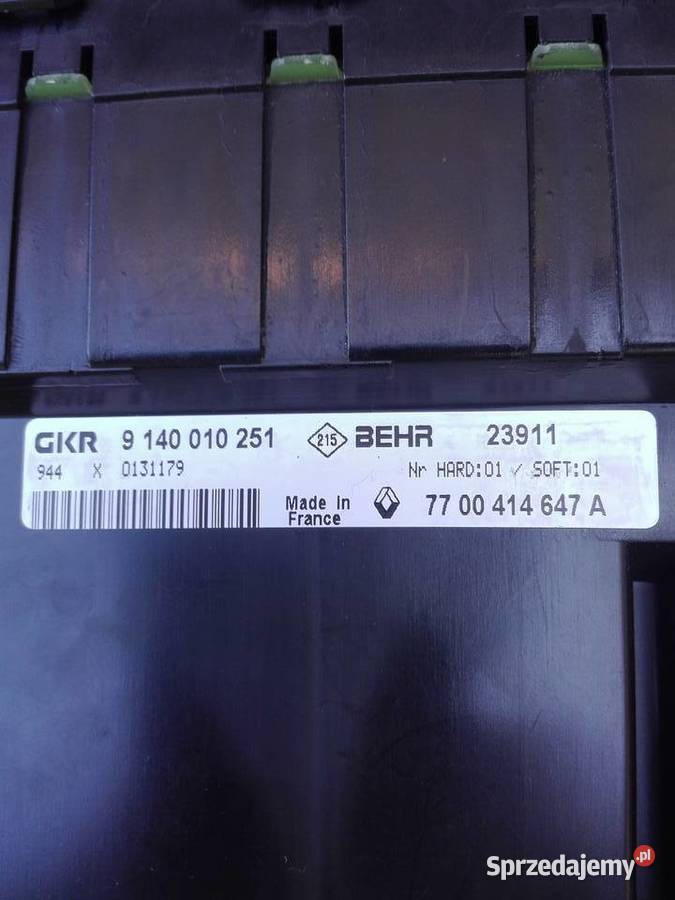 GKR 9 140 010 251 215 BEHR 23911
944 X 0131179 Nr HARD:01 / SOFT:01
Made In
France 77 00 414 647 A
Sprzedajemy.pl